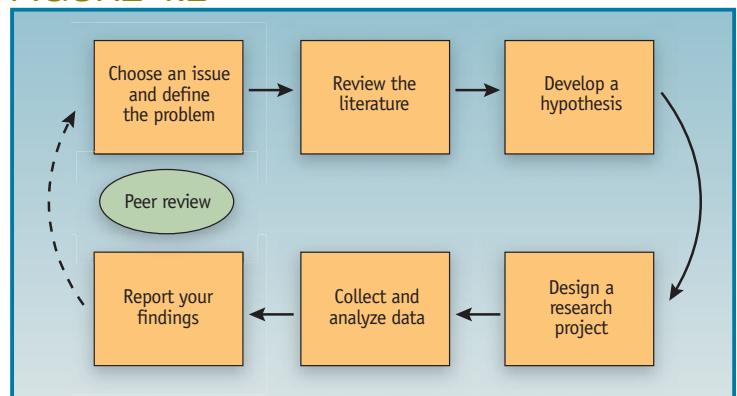 Choose an issue
and define
the problem
Review the
literature
Develop a
hypothesis
Peer review
Report your
findings
Collect and
analyze data
Design a
research
project